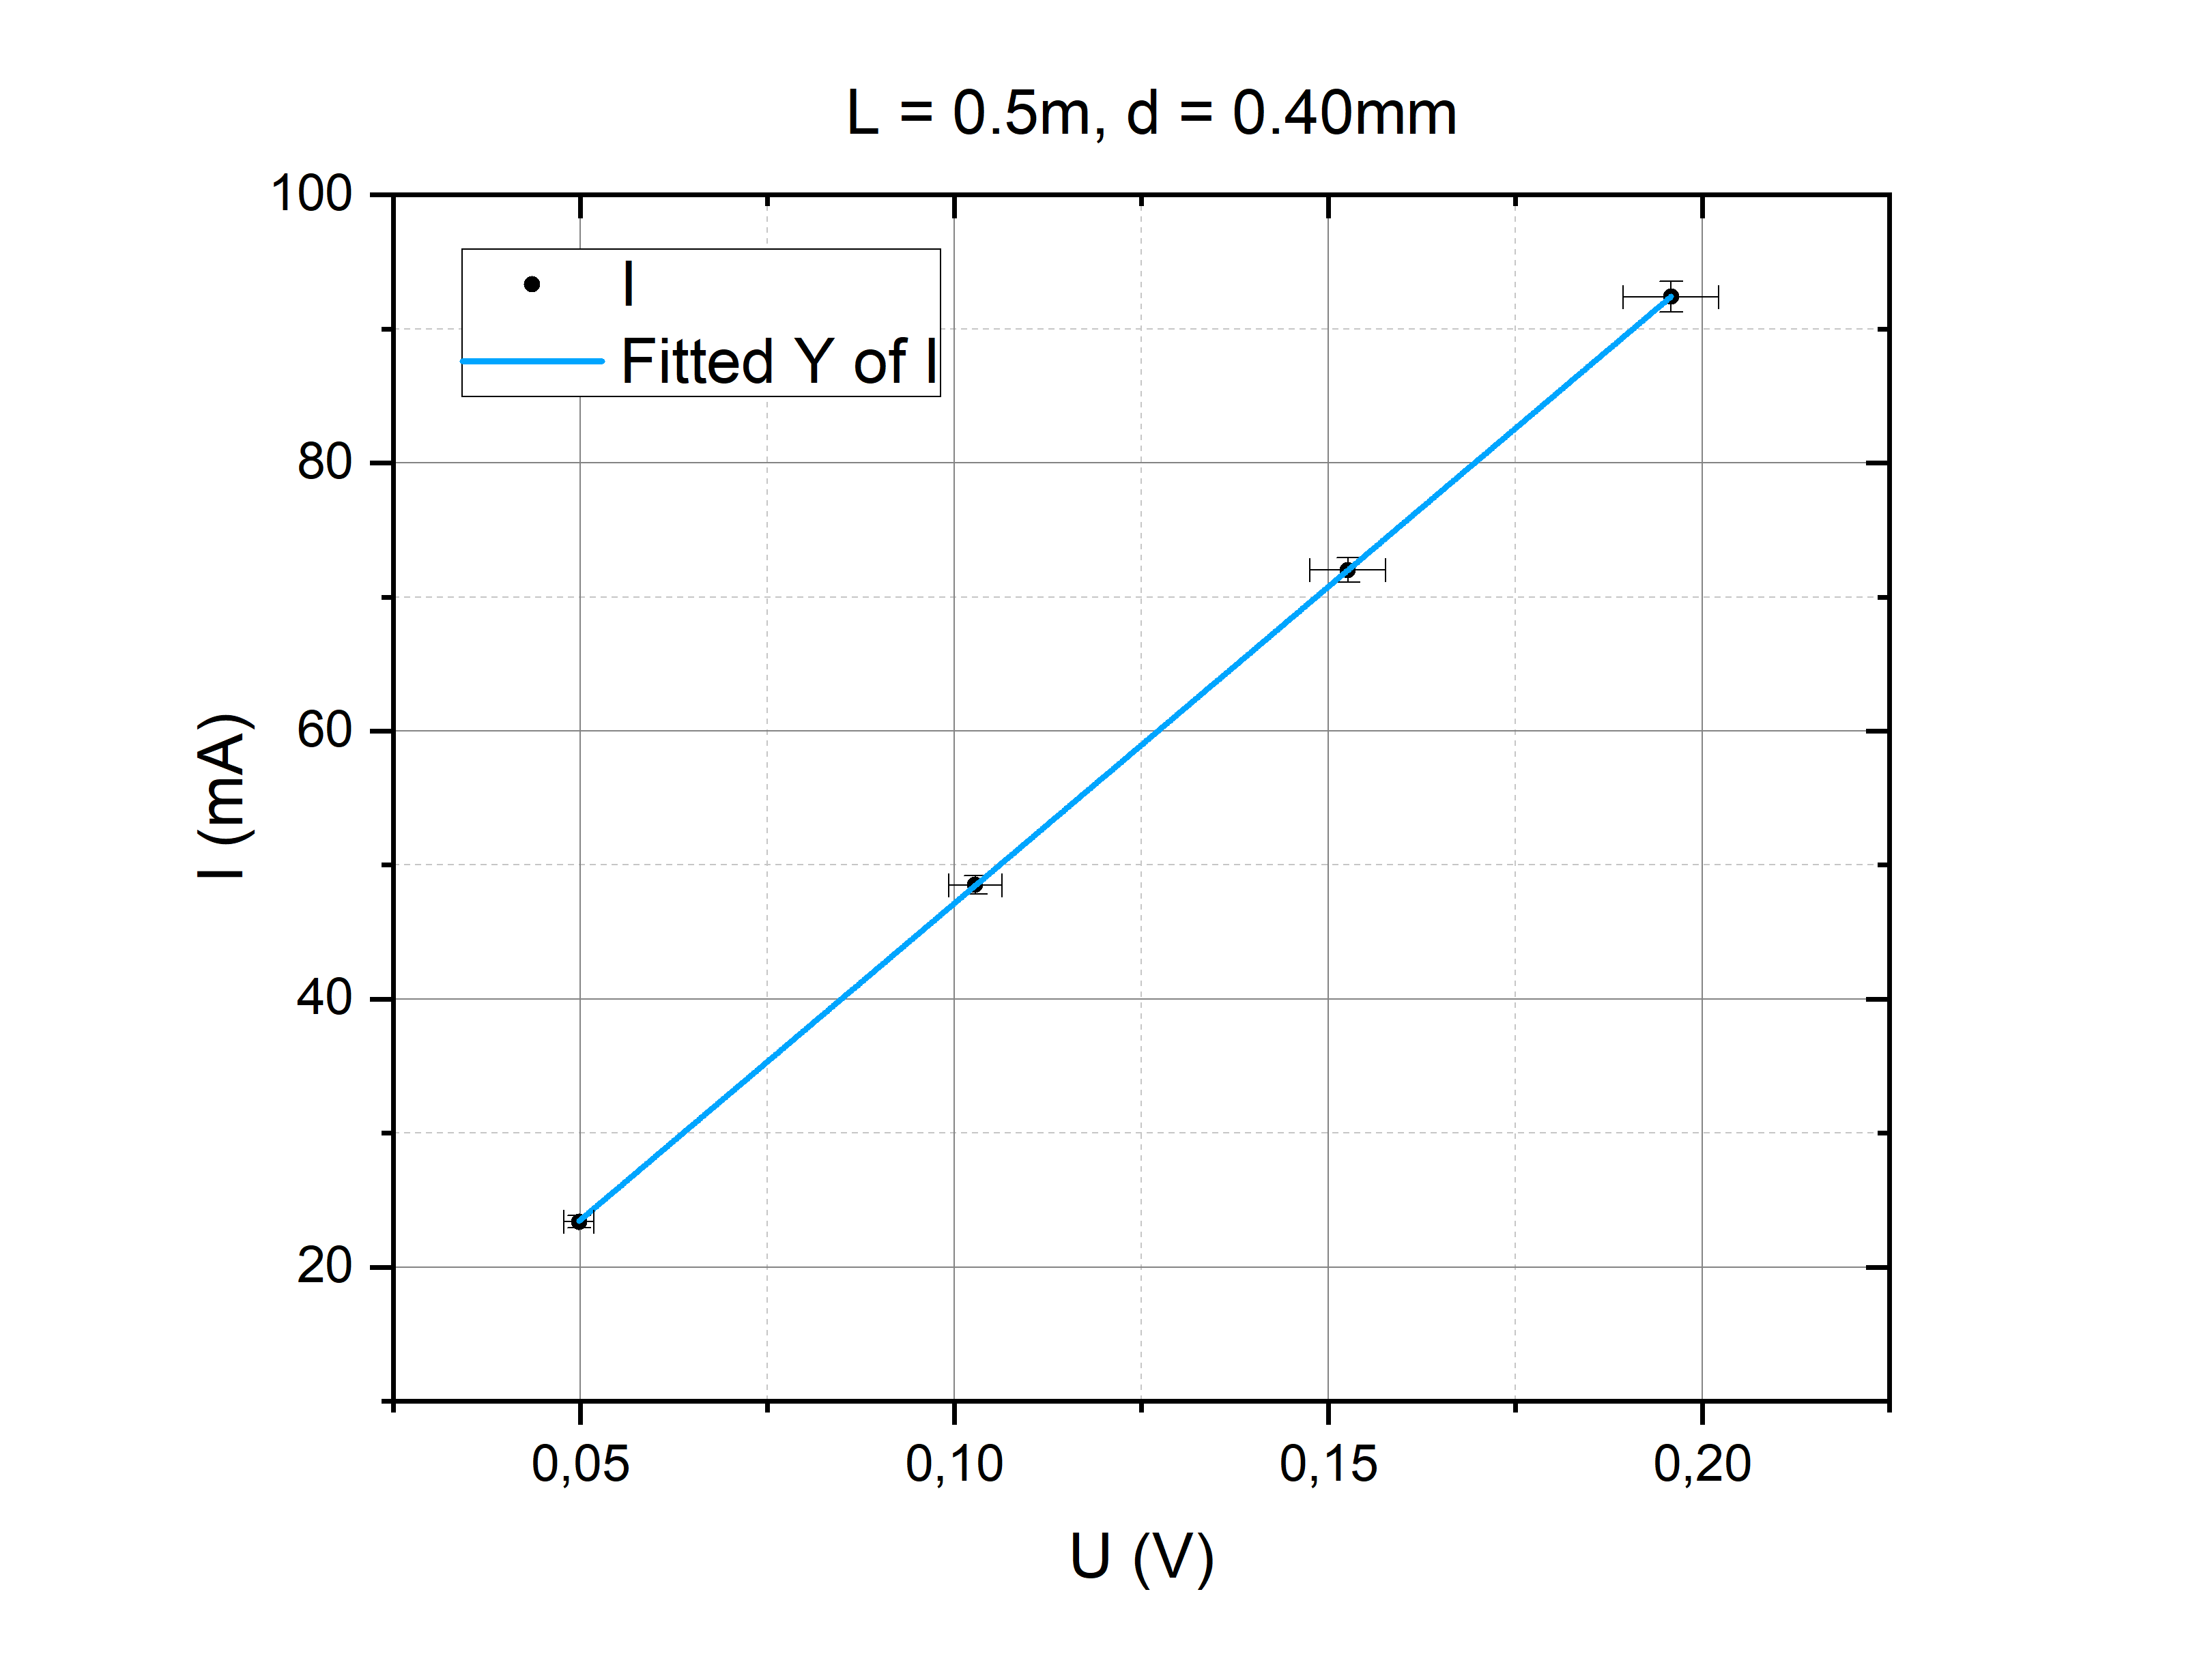 L = 0.5m, d = 0.40mm
100
I
Fitted Y of I
80
60
I (mA)
40
20
0,05 0,10 0,15 0,20
U (V)